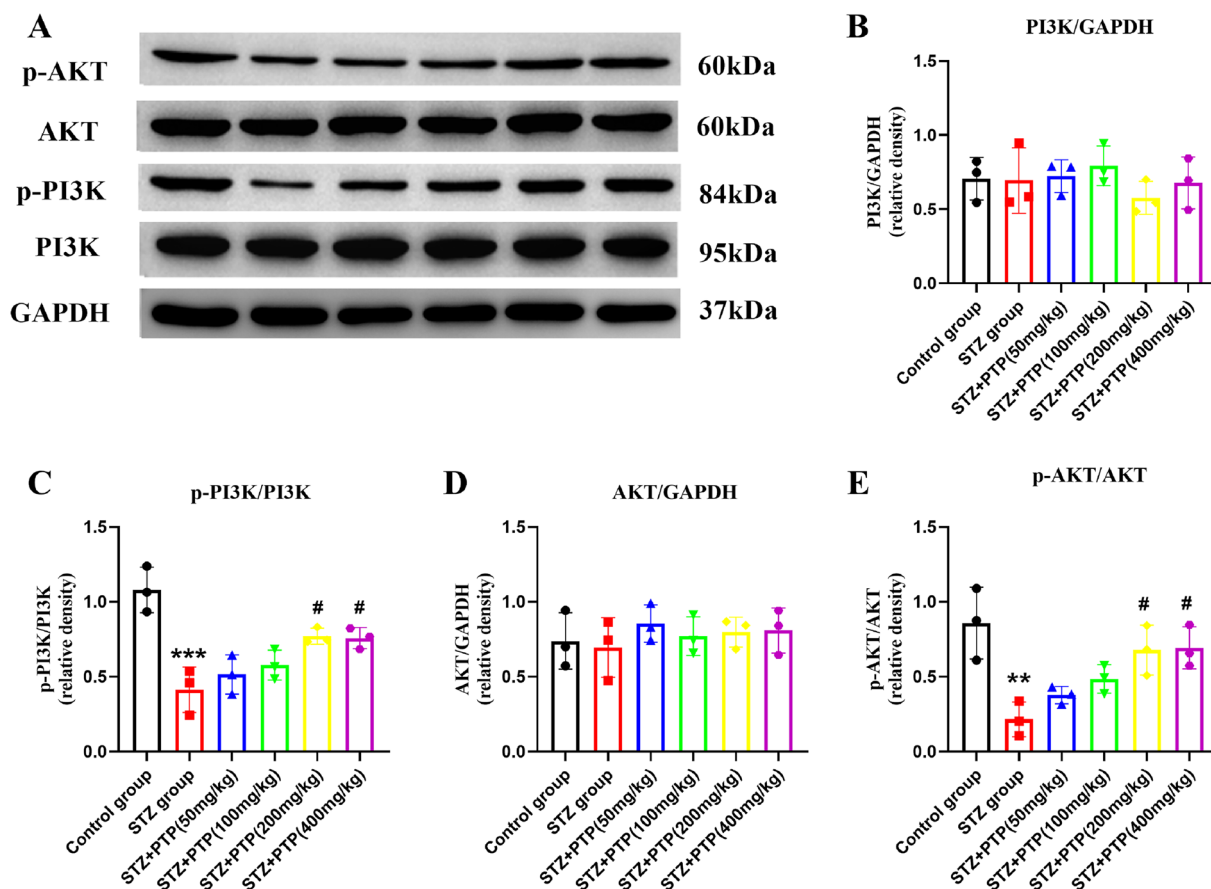 A
p-AKT
60kDa
AKT
60kDa
p-PI3K
84kDa
PI3K
95kDa
GAPDH
37kDa
B
PI3K/GAPDH
PI3K/GAPDH
(relative density)
1.5
1.0
0.5
0.0
Control group
STZ group
STZ+PTP(50mg/kg)
STZ+PTP(100mg/kg)
STZ+PTP(200mg/kg)
STZ+PTP(400mg/kg)
C
p-PI3K/PI3K
p-PI3K/PI3K
(relative density)
1.5
1.0
0.5
0.0
***
#
#
Control group
STZ group
STZ+PTP(50mg/kg)
STZ+PTP(100mg/kg)
STZ+PTP(200mg/kg)
STZ+PTP(400mg/kg)
D
AKT/GAPDH
AKT/GAPDH
(relative density)
1.5
1.0
0.5
0.0
Control group
STZ group
STZ+PTP(50mg/kg)
STZ+PTP(100mg/kg)
STZ+PTP(200mg/kg)
STZ+PTP(400mg/kg)
E
p-AKT/AKT
p-AKT/AKT
(relative density)
1.5
1.0
0.5
0.0
**
#
#
Control group
STZ group
STZ+PTP(50mg/kg)
STZ+PTP(100mg/kg)
STZ+PTP(200mg/kg)
STZ+PTP(400mg/kg)